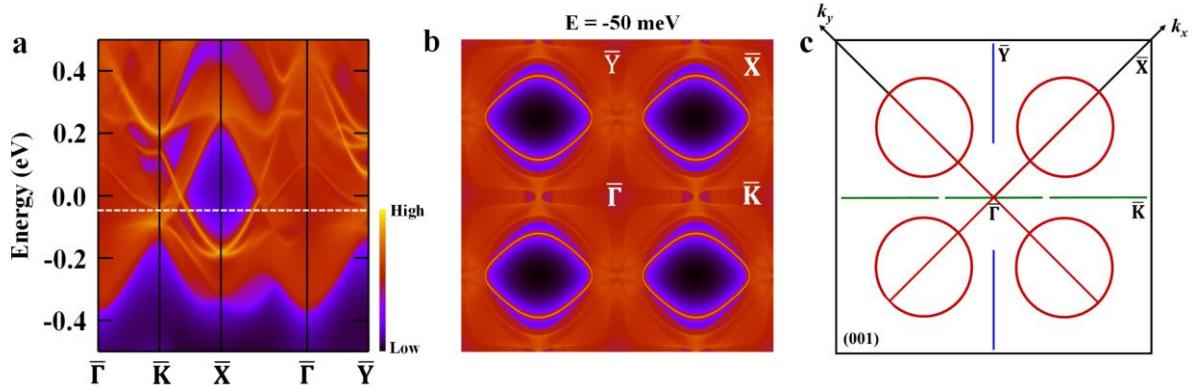 a
Energy (eV)
0.4
0.2
0.0
-0.2
-0.4
Γ̅ K̅ X̅ Γ̅ Y̅
High
Low
E = -50 meV
b
Y̅ X̅
Γ̅ K̅
c
k_y k_x
Y̅ X̅
Γ̅ K̅
(001)